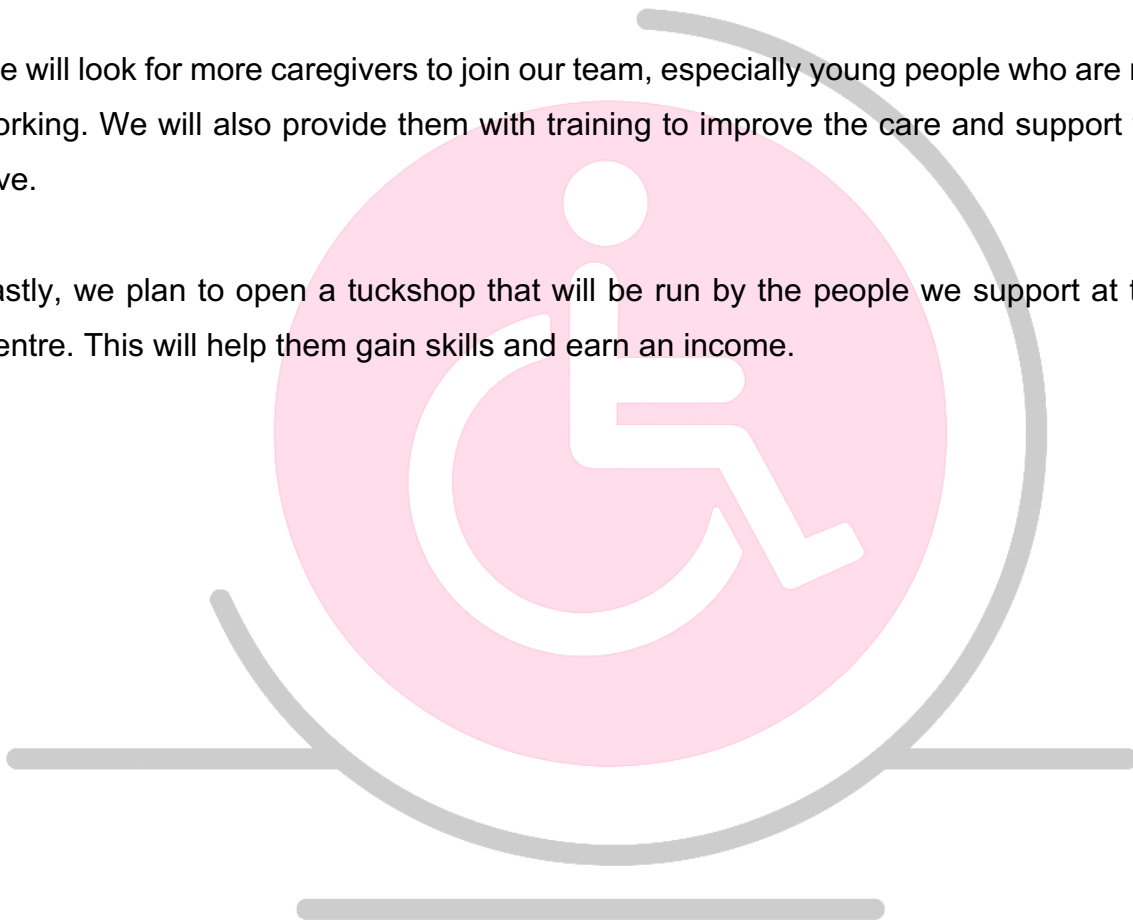 e will look for more caregivers to join our team, especially young people who are
orking. We will also provide them with training to improve the care and support
ve.
astly, we plan to open a tuckshop that will be run by the people we support at
entre. This will help them gain skills and earn an income.